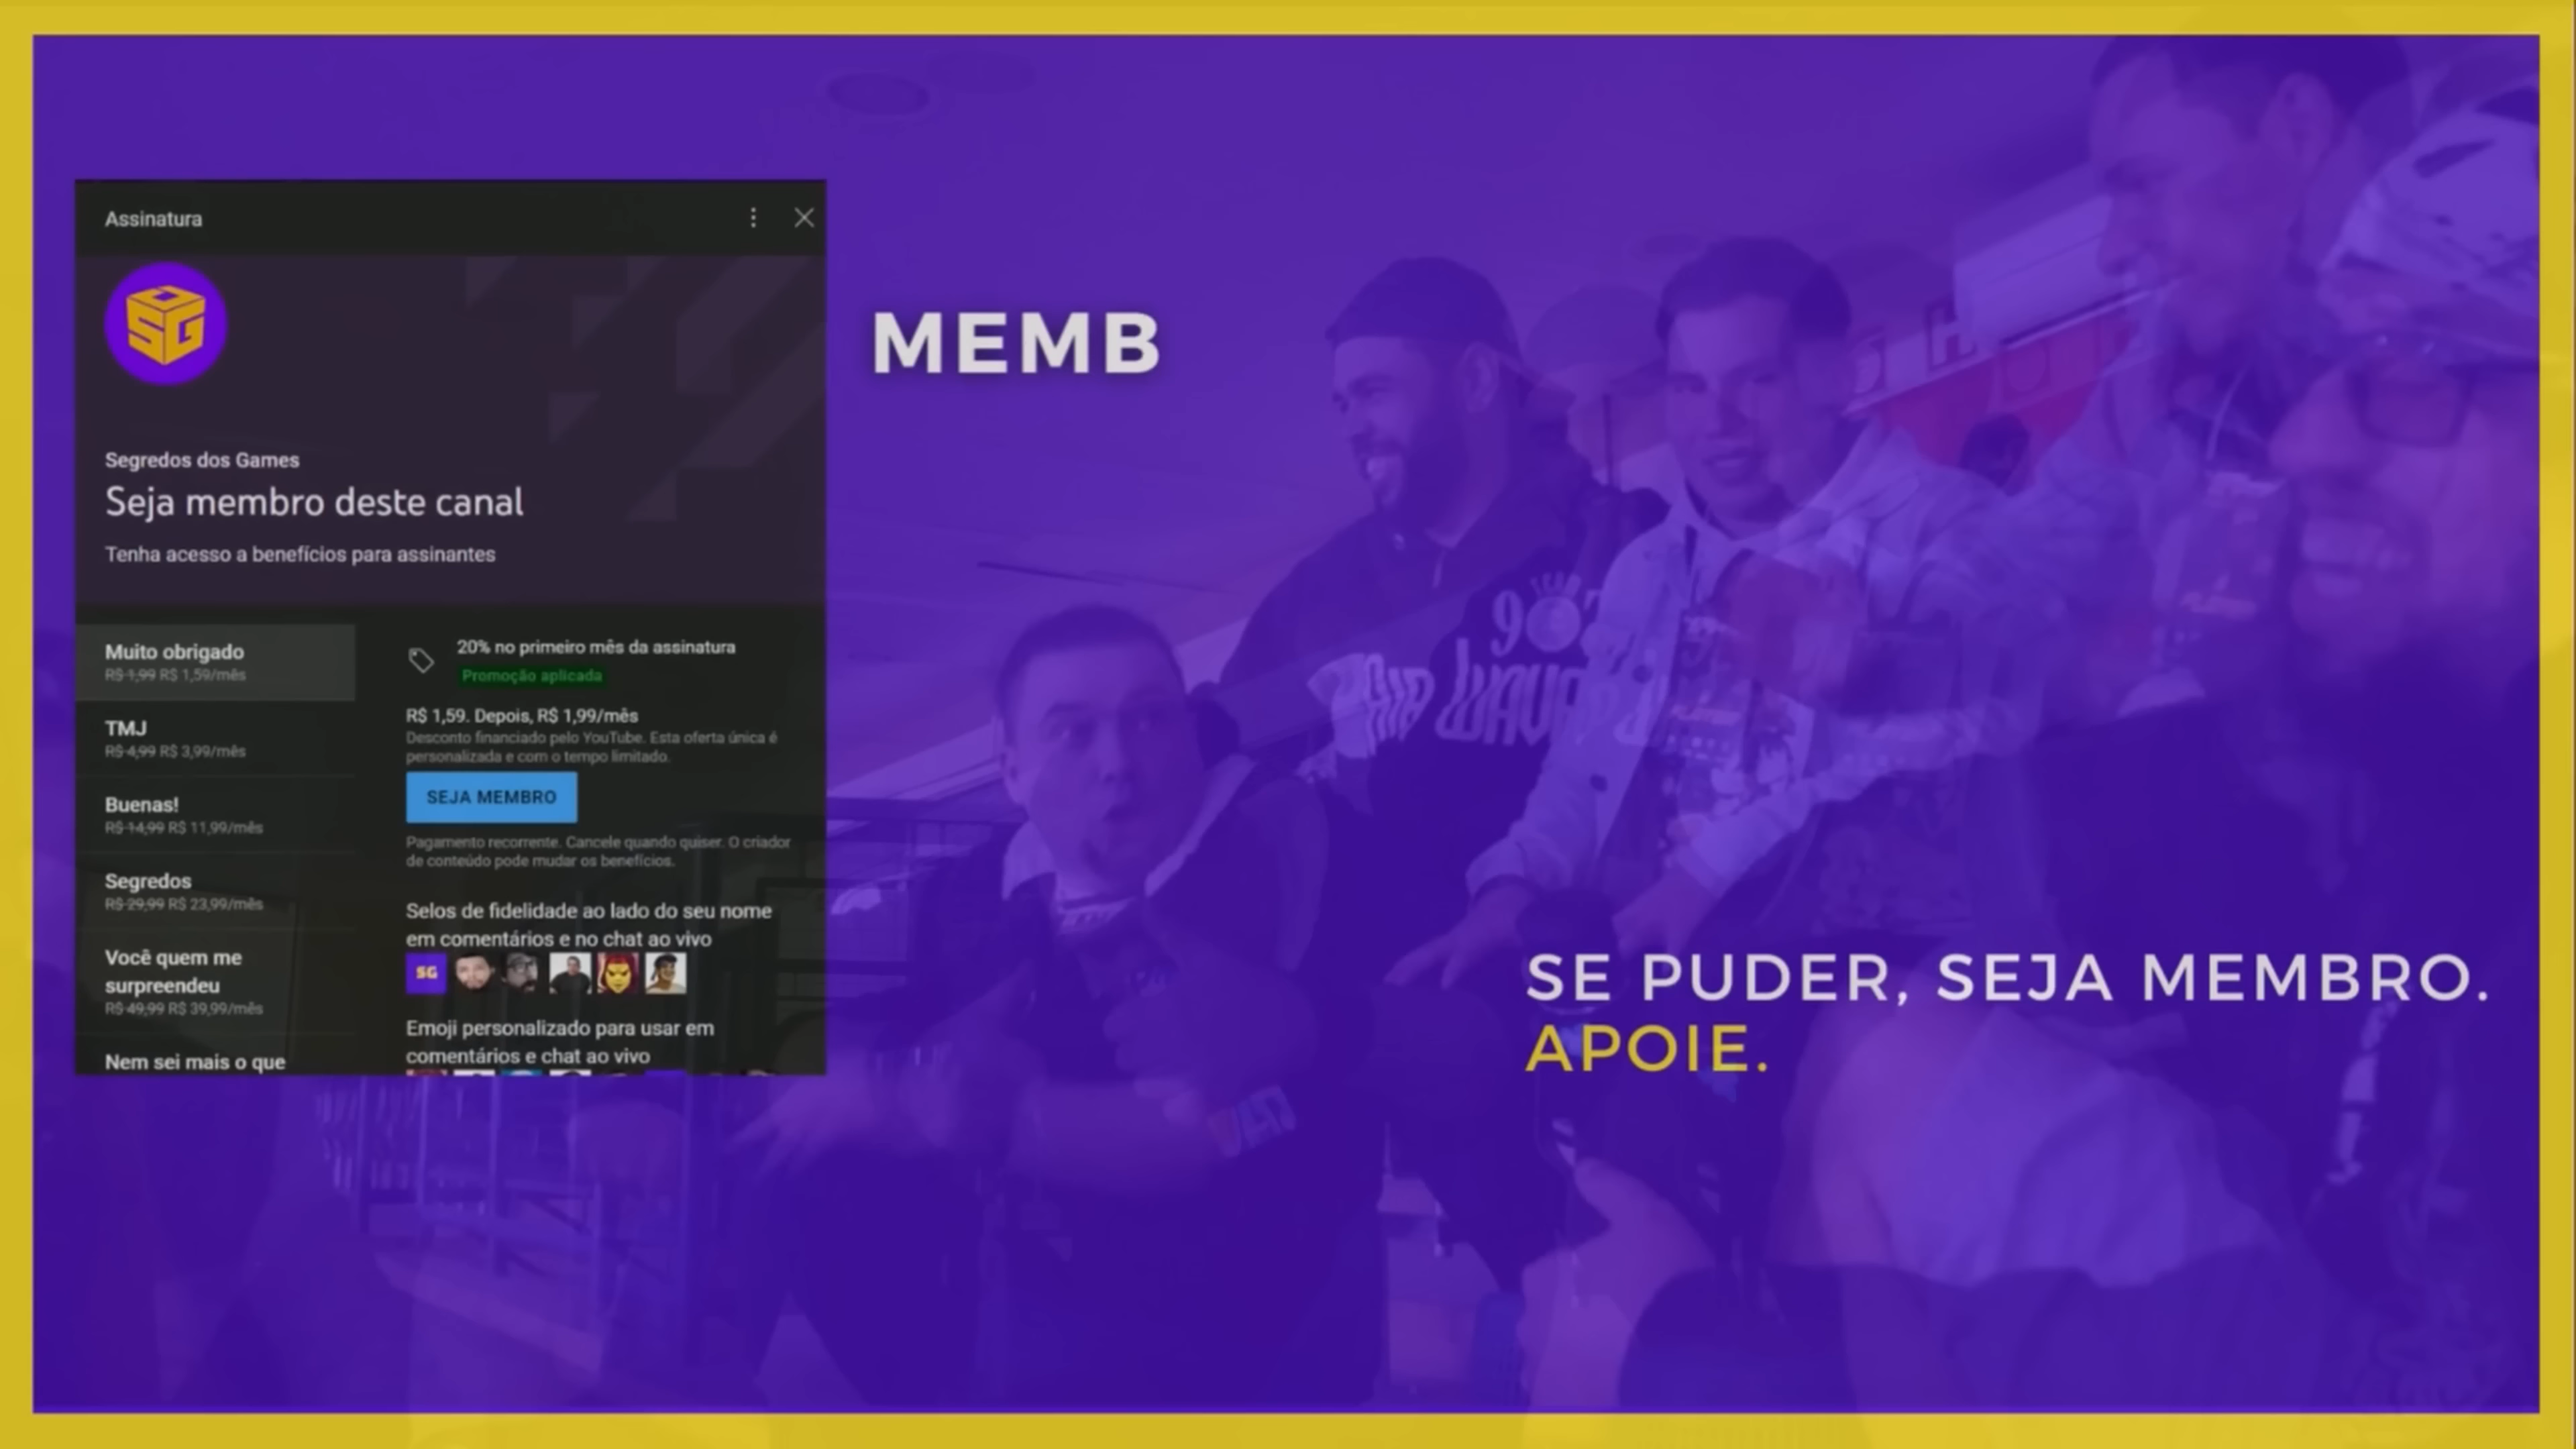 Assinatura
SG
Segredos dos Games
Seja membro deste canal
Tenha acesso a benefícios para assinantes
Muito obrigado
R$ 1,99 R$ 1,59/mês
TMJ
R$ 4,99 R$ 3,99/mês
Buenas!
R$ 14,99 R$ 11,99/mês
Segredos
R$ 29,99 R$ 23,99/mês
Você quem me
surpreendeu
R$ 49,99 R$ 39,99/mês
Nem sei mais o que
20% no primeiro mês da assinatura
Promoção aplicada
R$ 1,59. Depois, R$ 1,99/mês
Desconto financiado pelo YouTube. Esta oferta única é
personalizada e com o tempo limitado.
SEJA MEMBRO
Pagamento recorrente. Cancele quando quiser. O criador
de conteúdo pode mudar os benefícios.
Selos de fidelidade ao lado do seu nome
em comentários e no chat ao vivo
SG
Emoji personalizado para usar em
comentários e chat ao vivo
MEMB
SE PUDER, SEJA MEMBRO.
APOIE.